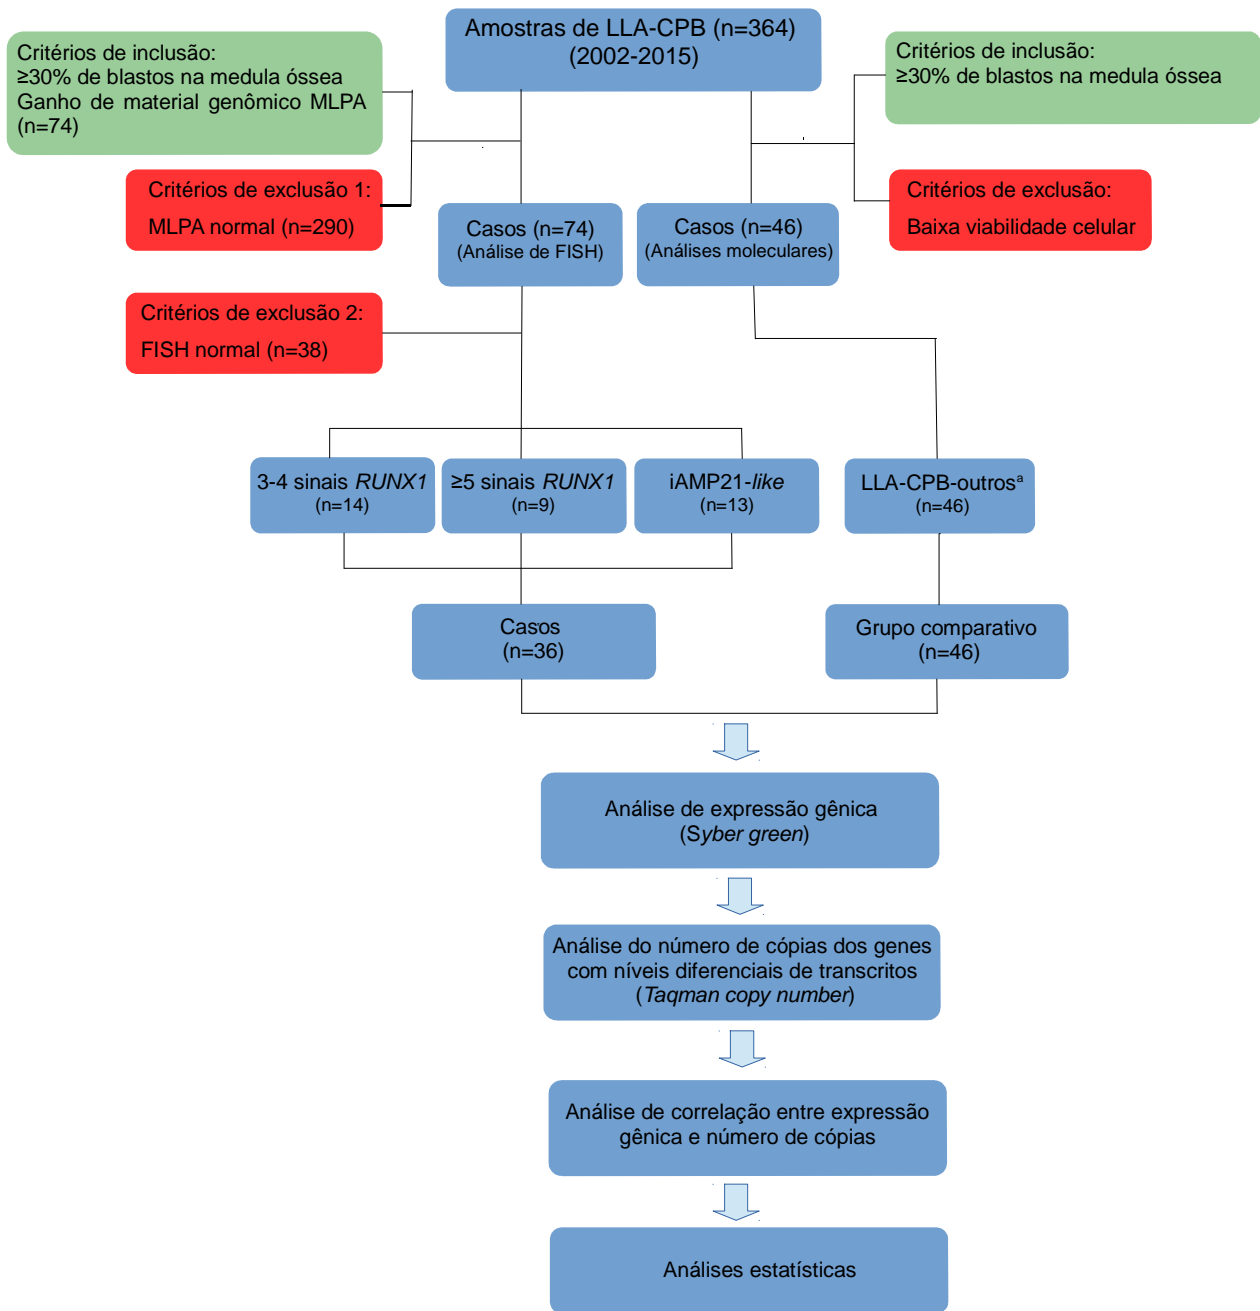 Amostras de LLA-CPB (n=364)
(2002-2015)
Critérios de inclusão:
≥30% de blastos na medula óssea
Ganho de material genômico MLPA
(n=74)
Critérios de inclusão:
≥30% de blastos na medula óssea
Critérios de exclusão 1:
MLPA normal (n=290)
Critérios de exclusão:
Baixa viabilidade celular
Casos (n=74)
(Análise de FISH)
Casos (n=46)
(Análises moleculares)
Critérios de exclusão 2:
FISH normal (n=38)
3-4 sinais RUNX1
(n=14)
≥5 sinais RUNX1
(n=9)
iAMP21-like
(n=13)
LLA-CPB-outrosª
(n=46)
Casos
(n=36)
Grupo comparativo
(n=46)
Análise de expressão gênica
(Syber green)
Análise do número de cópias dos genes
com níveis diferenciais de transcritos
(Taqman copy number)
Análise de correlação entre expressão
gênica e número de cópias
Análises estatísticas